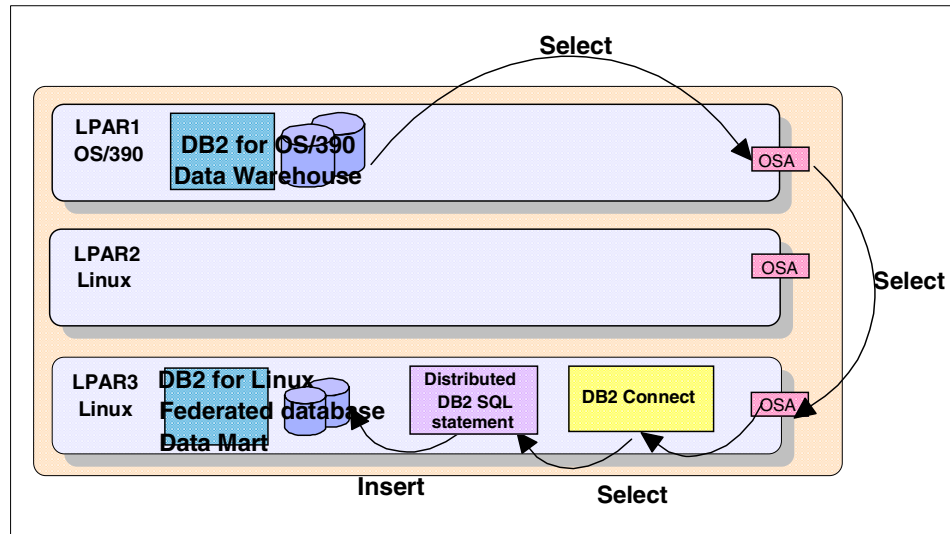 Select
LPAR1
OS/390
DB2 for OS/390
Data Warehouse
OSA
LPAR2
Linux
OSA
Select
LPAR3
Linux
DB2 for Linux
Federated database
Data Mart
Distributed
DB2 SQL
statement
DB2 Connect
OSA
Insert
Select